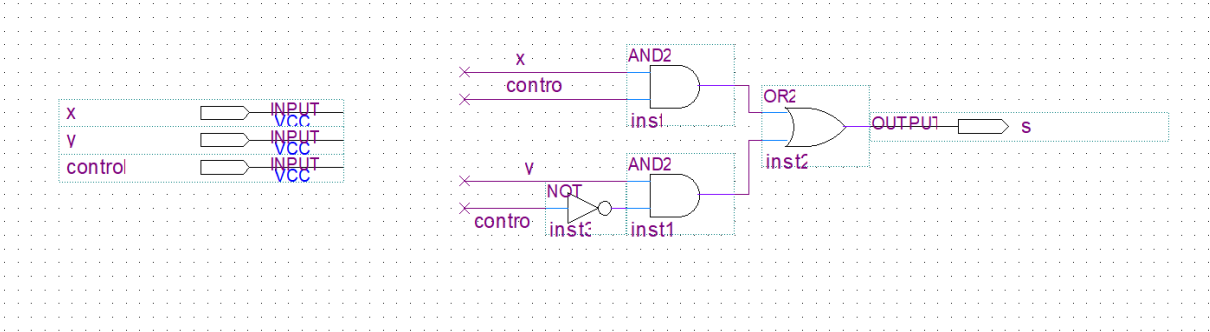 x INPUT
VCC
y INPUT
VCC
control INPUT
VCC
x
contro
AND2
inst
y
NOT
contro
inst3
AND2
inst1
OR2
inst2
OUTPUT s